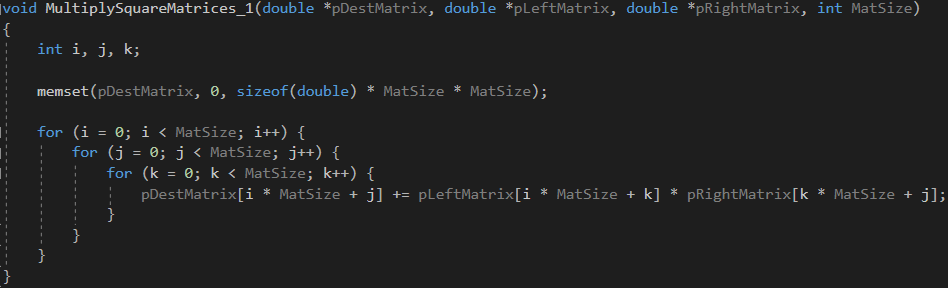 void MultiplySquareMatrices_1(double *pDestMatrix, double *pLeftMatrix, double *pRightMatrix, int MatSize)
{
    int i, j, k;

    memset(pDestMatrix, 0, sizeof(double) * MatSize * MatSize);

    for (i = 0; i < MatSize; i++) {
        for (j = 0; j < MatSize; j++) {
            for (k = 0; k < MatSize; k++) {
                pDestMatrix[i * MatSize + j] += pLeftMatrix[i * MatSize + k] * pRightMatrix[k * MatSize + j];
            }
        }
    }
}